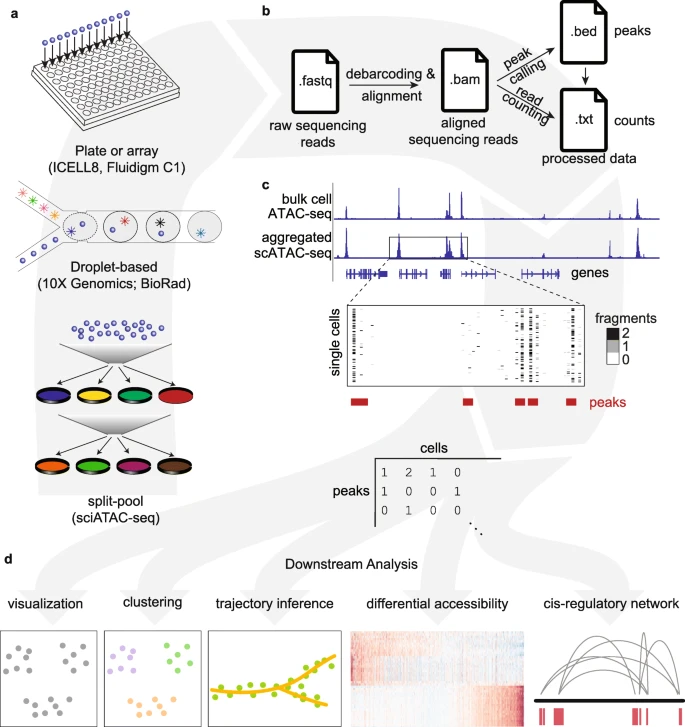 a
Plate or array
(ICELL8, Fluidigm C1)
Droplet-based
(10X Genomics; BioRad)
split-pool
(sciATAC-seq)
b
.fastq
debarcoding &
alignment
.bam
peak
calling
read
counting
.bed
peaks
.txt
counts
raw sequencing
reads
aligned
sequencing reads
processed data
c
bulk cell
ATAC-seq
aggregated
scATAC-seq
genes
single cells
fragments
2
1
0
peaks
cells
peaks
1 2 1 0
1 0 0 1
0 1 0 0
d
Downstream Analysis
visualization
clustering
trajectory inference
differential accessibility
cis-regulatory network